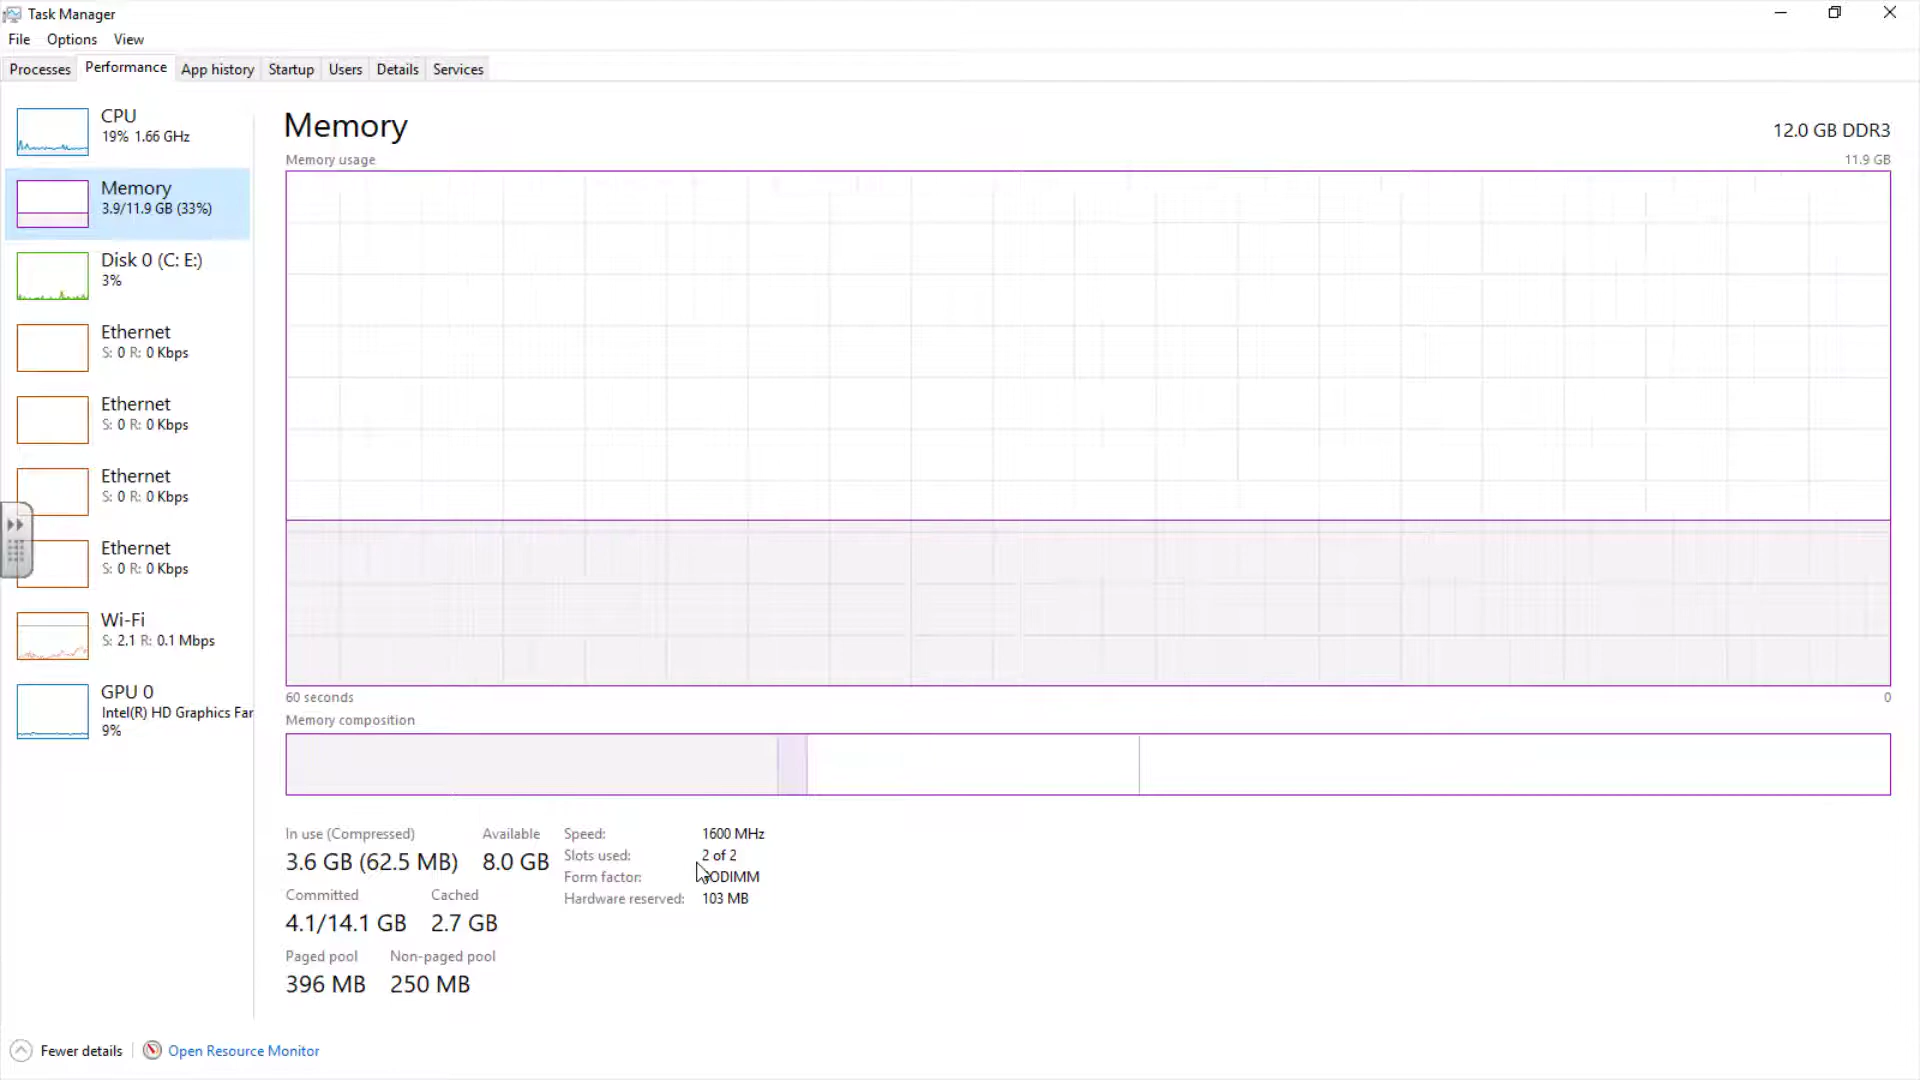 Task Manager
File Options View
Processes Performance App history Startup Users Details Services
CPU
19% 1.66 GHz
Memory
3.9/11.9 GB (33%)
Disk 0 (C: E:)
3%
Ethernet
S: 0 R: 0 Kbps
Ethernet
S: 0 R: 0 Kbps
Ethernet
S: 0 R: 0 Kbps
Ethernet
S: 0 R: 0 Kbps
Wi-Fi
S: 2.1 R: 0.1 Mbps
GPU 0
Intel(R) HD Graphics Far
9%
Memory 12.0 GB DDR3
Memory usage 11.9 GB
60 seconds 0
Memory composition
In use (Compressed) Available
3.6 GB (62.5 MB) 8.0 GB
Committed Cached
4.1/14.1 GB 2.7 GB
Paged pool Non-paged pool
396 MB 250 MB
Speed: 1600 MHz
Slots used: 2 of 2
Form factor: ODIMM
Hardware reserved: 103 MB
Fewer details Open Resource Monitor